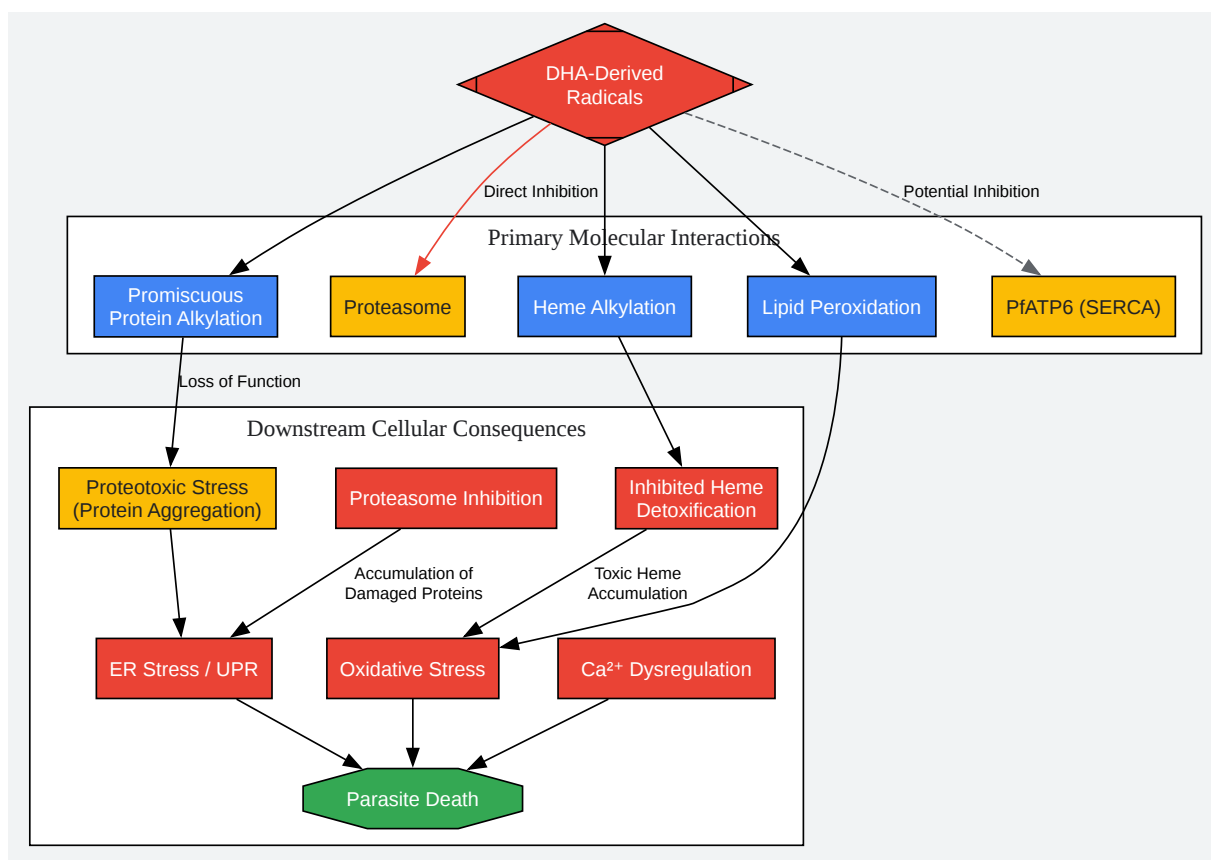 DHA-Derived
Radicals
Direct Inhibition
Potential Inhibition
Primary Molecular Interactions
Promiscuous
Protein Alkylation
Proteasome
Heme Alkylation
Lipid Peroxidation
PfATP6 (SERCA)
Loss of Function
Downstream Cellular Consequences
Proteotoxic Stress
(Protein Aggregation)
Proteasome Inhibition
Inhibited Heme
Detoxification
Accumulation of
Damaged Proteins
Toxic Heme
Accumulation
ER Stress / UPR
Oxidative Stress
Ca²⁺ Dysregulation
Parasite Death